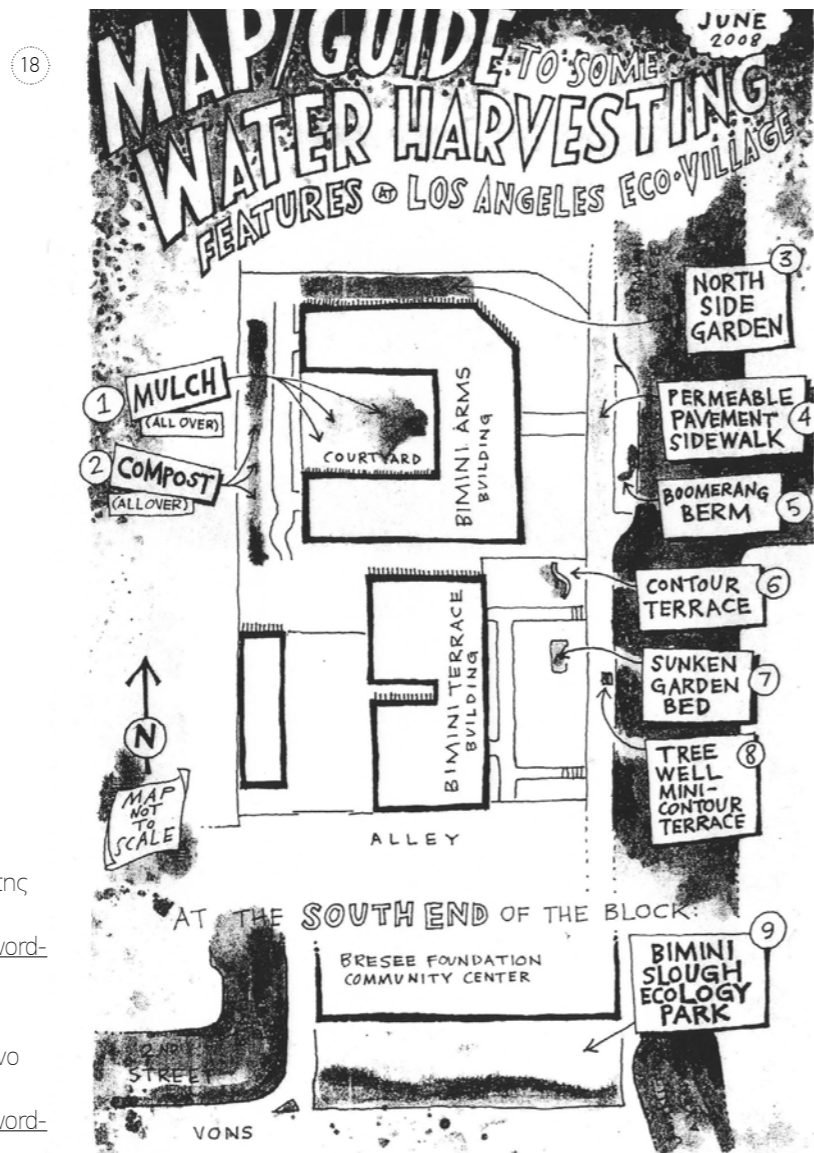 18
JUNE
2008
MAP/GUIDE TO SOME
WATER HARVESTING
FEATURES @ LOS ANGELES ECO·VILLAGE
3
NORTH
SIDE
GARDEN
1
MULCH
(ALL OVER)
2
COMPOST
(ALL OVER)
COURTYARD
BIMINI ARMS
BUILDING
PERMEABLE
PAVEMENT
SIDEWALK 4
BOOMERANG
BERM 5
CONTOUR
TERRACE 6
SUNKEN
GARDEN
BED 7
BIMINI TERRACE
BUILDING
N
MAP
NOT
TO
SCALE
8
TREE
WELL
MINI-
CONTOUR
TERRACE
ALLEY
της
word-
νο
word-
AT THE SOUTH END OF THE BLOCK:
BRESEE FOUNDATION
COMMUNITY CENTER
9
BIMINI
SLOUGH
ECOLOGY
PARK
2ND
STREET
VONS